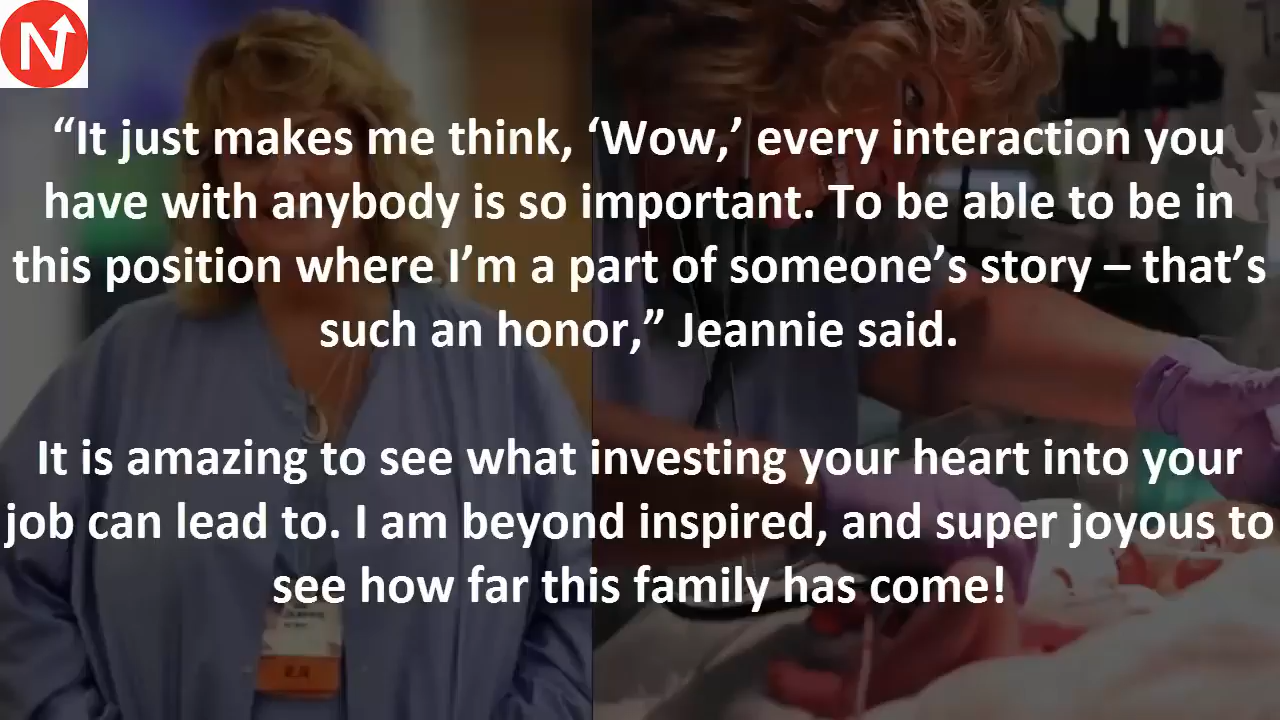 N
“It just makes me think, ‘Wow,’ every interaction you
have with anybody is so important. To be able to be in
this position where I’m a part of someone’s story – that’s
such an honor,” Jeannie said.
It is amazing to see what investing your heart into your
job can lead to. I am beyond inspired, and super joyous to
see how far this family has come!